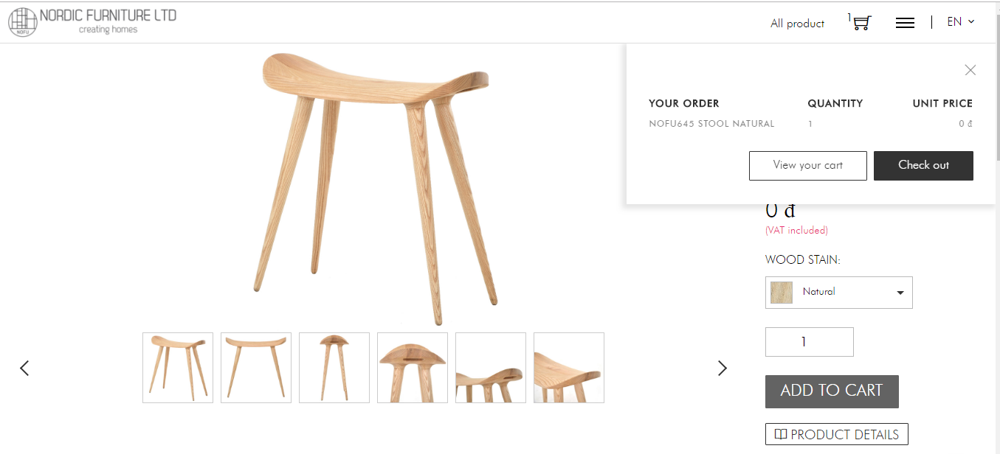 NORDIC FURNITURE LTD
creating homes
NOFU
All product
1
EN
YOUR ORDER QUANTITY UNIT PRICE
NOFU645 STOOL NATURAL 1 0 đ
View your cart Check out
0 đ
(VAT included)
WOOD STAIN:
Natural
1
ADD TO CART
PRODUCT DETAILS